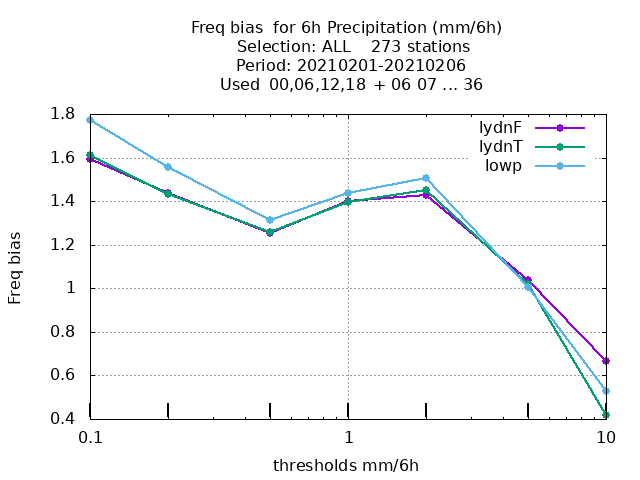 Freq bias  for 6h Precipitation (mm/6h)
Selection: ALL    273 stations
Period: 20210201-20210206
Used  00,06,12,18  + 06 07 ... 36
lydnF
lydnT
lowp
1.8
1.6
1.4
1.2
1
0.8
0.6
0.4
Freq bias
0.1
1
10
thresholds mm/6h